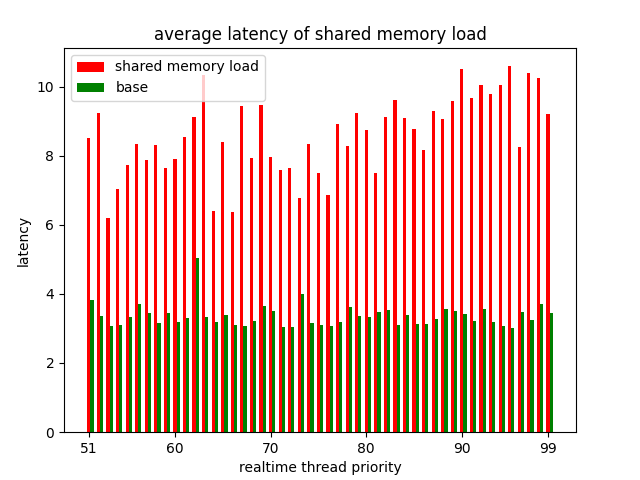 average latency of shared memory load
shared memory load
base
10
8
6
4
2
0
latency
51 60 70 80 90 99
realtime thread priority